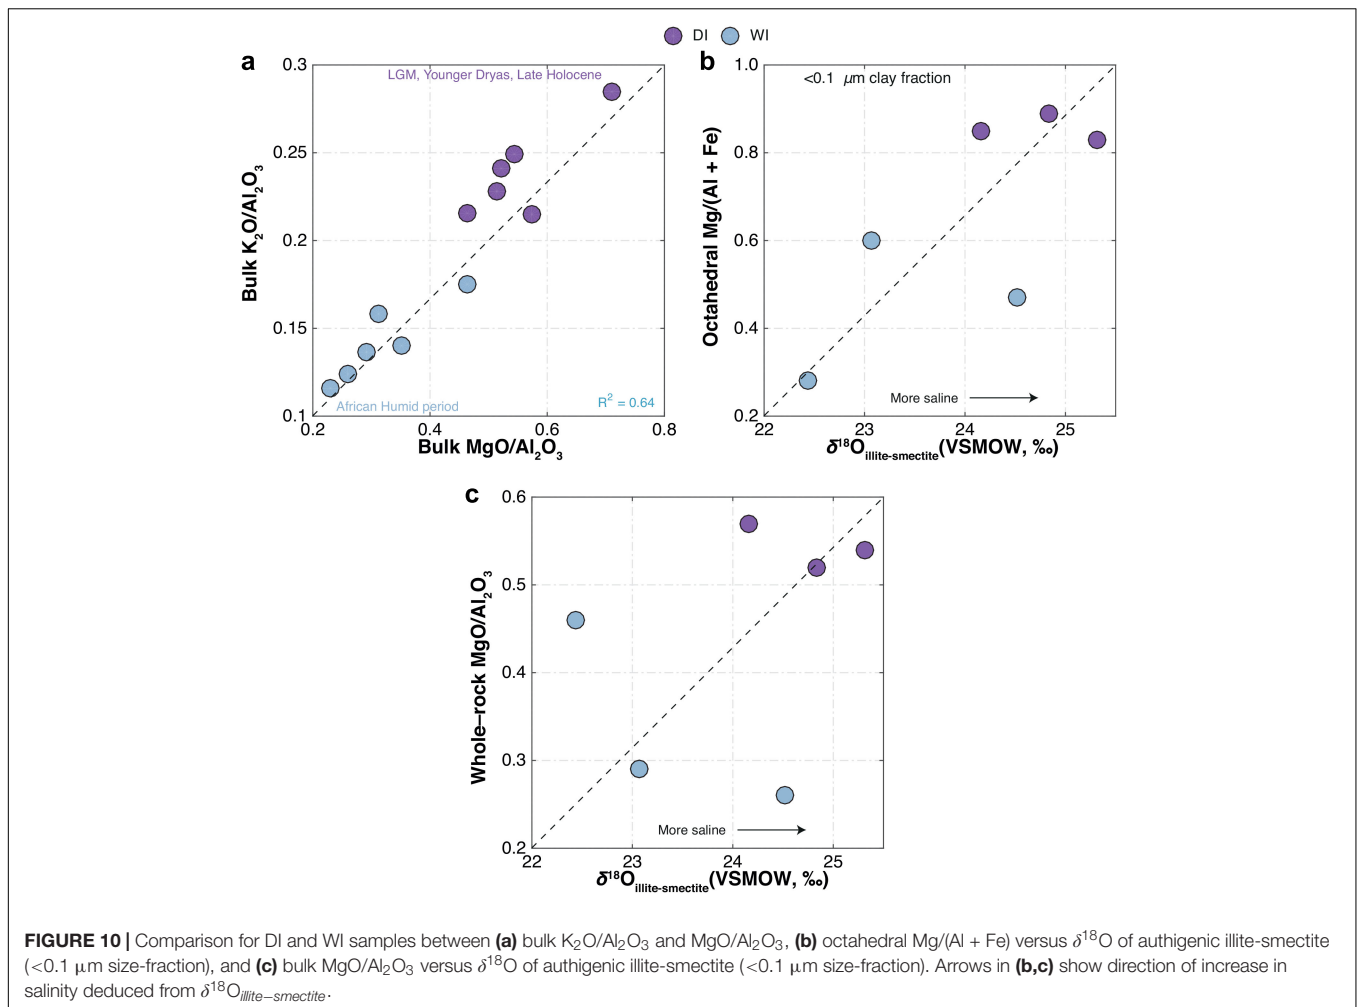 DI WI
a
LGM, Younger Dryas, Late Holocene
0.3
0.25
0.2
0.15
0.1
Bulk K₂O/Al₂O₃
African Humid period
R² = 0.64
0.2 0.4 0.6 0.8
Bulk MgO/Al₂O₃
b
<0.1 μm clay fraction
1.0
0.8
0.6
0.4
0.2
Octahedral Mg/(Al + Fe)
More saline
22 23 24 25
δ¹⁸O illite-smectite (VSMOW, ‰)
c
0.6
0.5
0.4
0.3
0.2
Whole–rock MgO/Al₂O₃
More saline
22 23 24 25
δ¹⁸O illite-smectite (VSMOW, ‰)
FIGURE 10 | Comparison for DI and WI samples between (a) bulk K₂O/Al₂O₃ and MgO/Al₂O₃, (b) octahedral Mg/(Al + Fe) versus δ¹⁸O of authigenic illite-smectite
(<0.1 μm size-fraction), and (c) bulk MgO/Al₂O₃ versus δ¹⁸O of authigenic illite-smectite (<0.1 μm size-fraction). Arrows in (b,c) show direction of increase in
salinity deduced from δ¹⁸O illite−smectite.